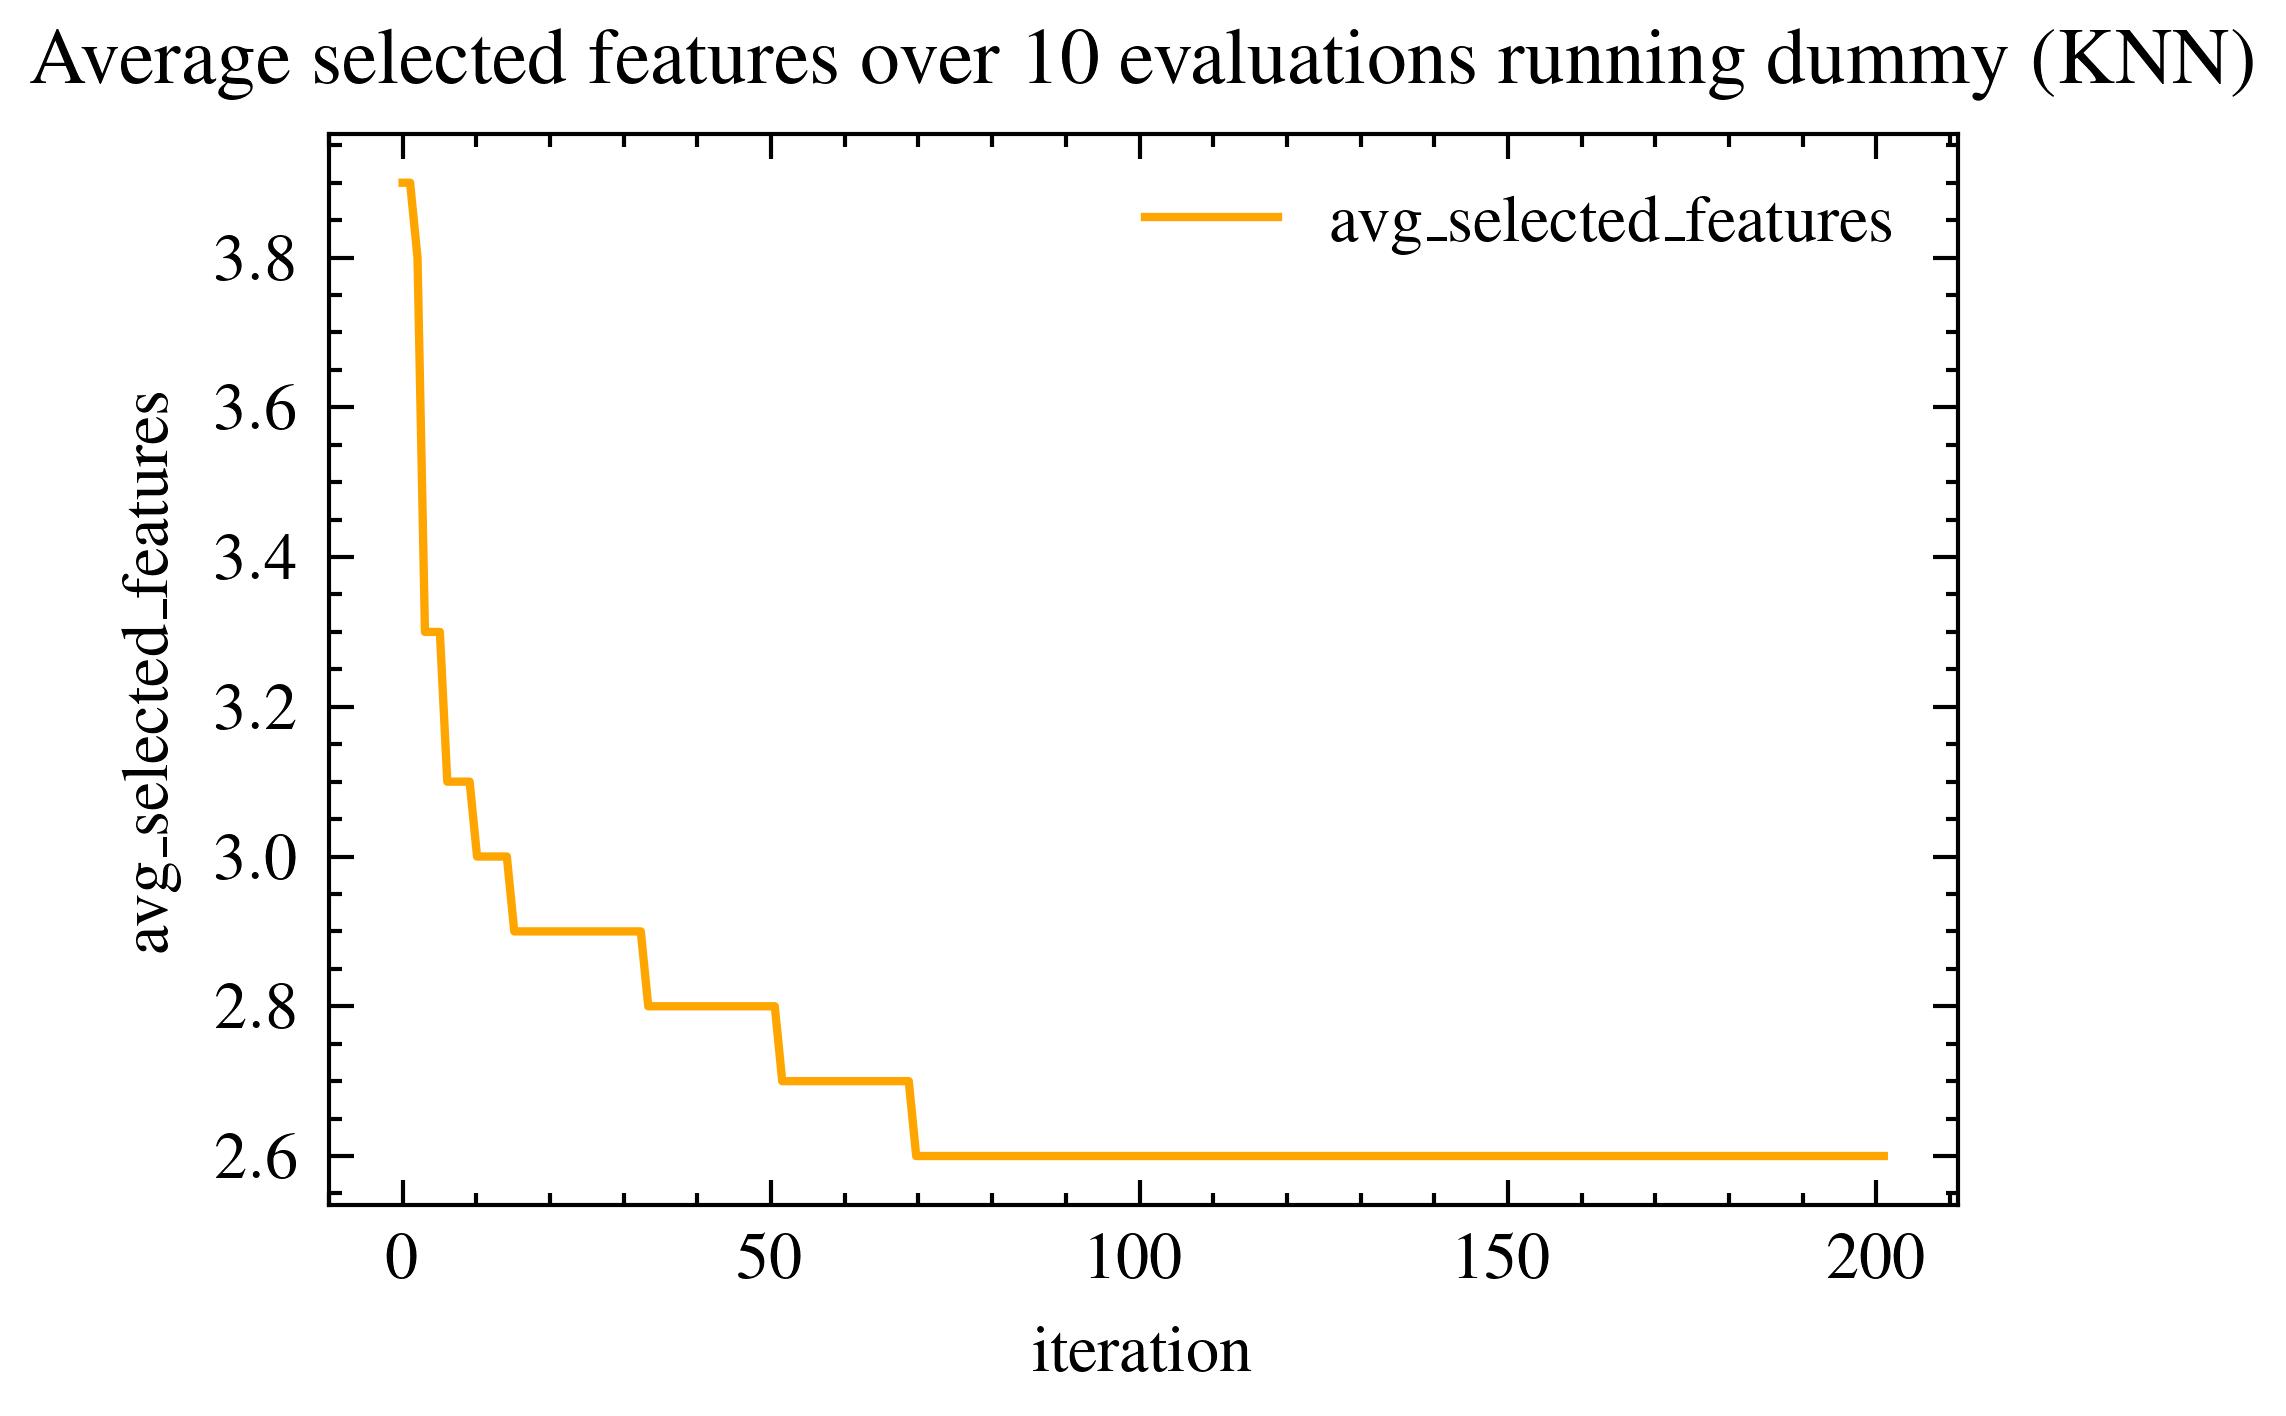 Average selected features over 10 evaluations running dummy (KNN)
avg_selected_features
avg_selected_features
3.8
3.6
3.4
3.2
3.0
2.8
2.6
0 50 100 150 200
iteration